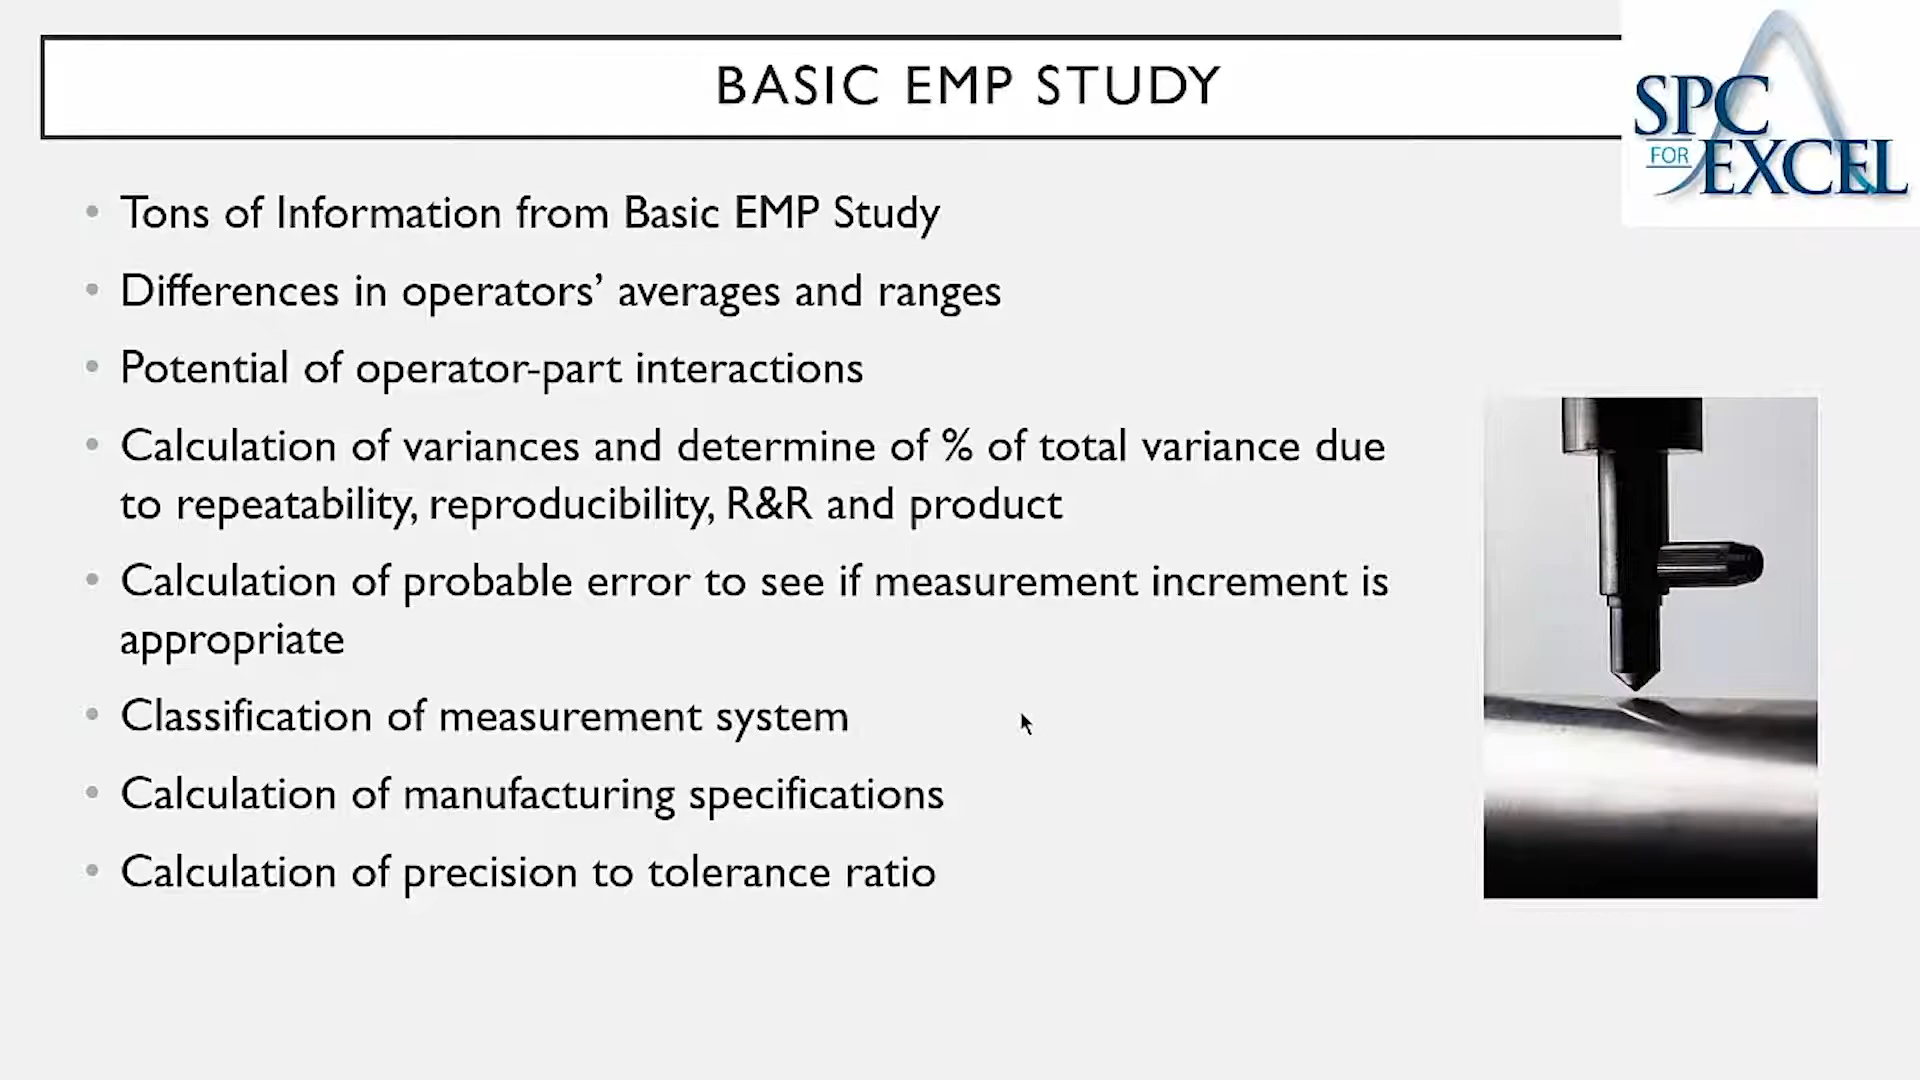 BASIC EMP STUDY
SPC
FOR
EXCEL
• Tons of Information from Basic EMP Study
• Differences in operators’ averages and ranges
• Potential of operator-part interactions
• Calculation of variances and determine of % of total variance due
to repeatability, reproducibility, R&R and product
• Calculation of probable error to see if measurement increment is
appropriate
• Classification of measurement system
• Calculation of manufacturing specifications
• Calculation of precision to tolerance ratio